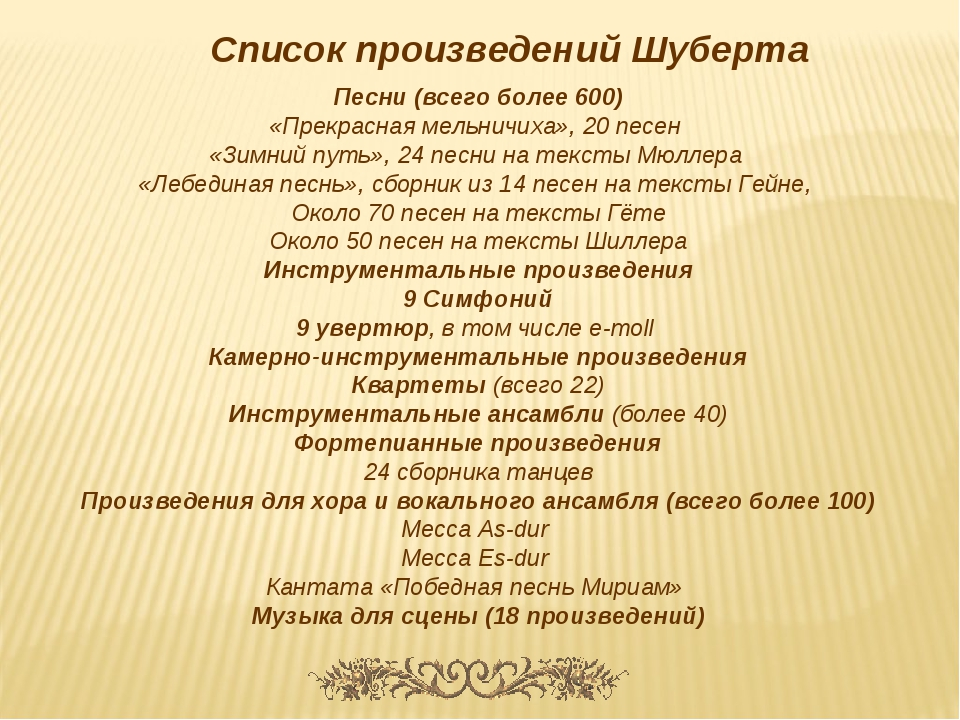 Список произведений Шуберта
Песни (всего более 600)
«Прекрасная мельничиха», 20 песен
«Зимний путь», 24 песни на тексты Мюллера
«Лебединая песнь», сборник из 14 песен на тексты Гейне,
Около 70 песен на тексты Гёте
Около 50 песен на тексты Шиллера
Инструментальные произведения
9 Симфоний
9 увертюр, в том числе e-moll
Камерно-инструментальные произведения
Квартеты (всего 22)
Инструментальные ансамбли (более 40)
Фортепианные произведения
24 сборника танцев
Произведения для хора и вокального ансамбля (всего более 100)
Месса As-dur
Месса Es-dur
Кантата «Победная песнь Мириам»
Музыка для сцены (18 произведений)